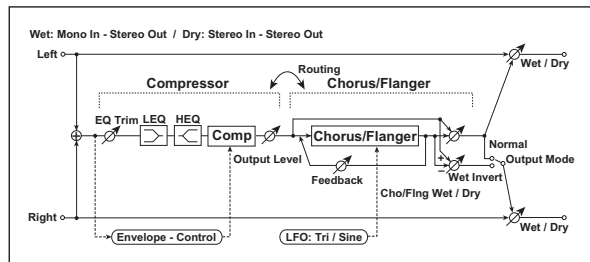 Wet: Mono In - Stereo Out / Dry: Stereo In - Stereo Out
Left
Wet / Dry
Routing
Compressor
Chorus/Flanger
EQ Trim
LEQ
HEQ
Comp
Output Level
Chorus/Flanger
Feedback
Cho/Flng Wet / Dry
+
−
Wet Invert
Normal
Output Mode
Right
Wet / Dry
Envelope - Control
LFO: Tri / Sine